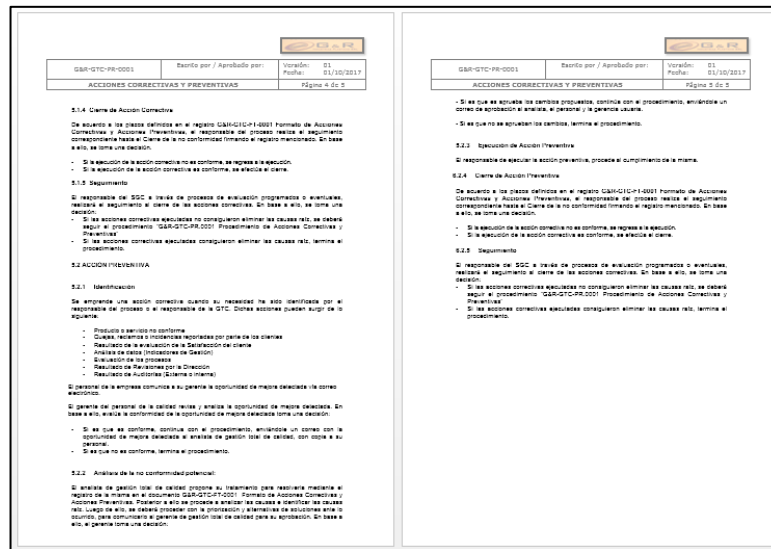 G&R
G&R-GTC-PR-0001
Escrito por / Aprobado por:
Versión: 01
Fecha: 01/10/2017
ACCIONES CORRECTIVAS Y PREVENTIVAS
Página 4 de 5
5.1.4 Cierre de Acción Correctiva
De acuerdo a los plazos definidos en el registro G&R-GTC-FT-0001 Formato de Acciones
Correctivas y Acciones Preventivas, el responsable del proceso realiza el seguimiento
correspondiente hasta el Cierre de la no conformidad firmando el registro mencionado. En base
a ello, se toma una decisión.
- Si la ejecución de la acción correctiva no es conforme, se regresa a la ejecución.
- Si la ejecución de la acción correctiva es conforme, se efectúa el cierre.
5.1.5 Seguimiento
El responsable del SGC a través de procesos de evaluación programados o eventuales,
realizará el seguimiento al cierre de las acciones correctivas. En base a ello, se toma una
decisión:
- Si las acciones correctivas ejecutadas no consiguieron eliminar las causas raíz, se deberá
seguir el procedimiento "G&R-GTC-PR.0001 Procedimiento de Acciones Correctivas y
Preventivas"
- Si las acciones correctivas ejecutadas consiguieron eliminar las causas raíz, termina el
procedimiento.
5.2 ACCIÓN PREVENTIVA
5.2.1 Identificación
Se emprende una acción correctiva cuando su necesidad ha sido identificada por el
responsable del proceso o el responsable de la GTC. Dichas acciones pueden surgir de lo
siguiente:
- Producto o servicio no conforme
- Quejas, reclamos o incidencias reportadas por parte de los clientes
- Resultado de la evaluación de la Satisfacción del cliente
- Análisis de datos (Indicadores de Gestión)
- Evaluación de los procesos
- Resultado de Revisiones por la Dirección
- Resultado de Auditorías (Externa o interna)
El personal de la empresa comunica a su gerente la oportunidad de mejora detectada vía correo
electrónico.
El gerente del personal de la calidad revisa y analiza la oportunidad de mejora detectada. En
base a ello, evalúa la conformidad de la oportunidad de mejora detectada toma una decisión:
- Si es que es conforme, continua con el procedimiento, enviándole un correo con la
oportunidad de mejora detectada al analista de gestión total de calidad, con copia a su
personal.
- Si es que no es conforme, termina el procedimiento.
5.2.2 Análisis de la no conformidad potencial:
El analista de gestión total de calidad propone su tratamiento para resolverla mediante el
registro de la misma en el documento G&R-GTC-FT-0001 Formato de Acciones Correctivas y
Acciones Preventivas. Posterior a ello se procede a analizar las causas e identificar las causas
raíz. Luego de ello, se deberá proceder con la priorización y alternativas de soluciones ante lo
ocurrido, para comunicarlo al gerente de gestión total de calidad para su aprobación. En base a
ello, el gerente toma una decisión:
G&R
G&R-GTC-PR-0001
Escrito por / Aprobado por:
Versión: 01
Fecha: 01/10/2017
ACCIONES CORRECTIVAS Y PREVENTIVAS
Página 5 de 5
- Si es que es aprueba los cambios propuestos, continúa con el procedimiento, enviándole un
correo de aprobación al analista, el personal y la gerencia usuaria.
- Si es que no se aprueban los cambios, termina el procedimiento.
5.2.3 Ejecución de Acción Preventiva
El responsable de ejecutar la acción preventiva, procede al cumplimiento de la misma.
5.2.4 Cierre de Acción Preventiva
De acuerdo a los plazos definidos en el registro G&R-GTC-FT-0001 Formato de Acciones
Correctivas y Acciones Preventivas, el responsable del proceso realiza el seguimiento
correspondiente hasta el Cierre de la no conformidad firmando el registro mencionado. En base
a ello, se toma una decisión.
- Si la ejecución de la acción correctiva no es conforme, se regresa a la ejecución.
- Si la ejecución de la acción correctiva es conforme, se efectúa el cierre.
5.2.5 Seguimiento
El responsable del SGC a través de procesos de evaluación programados o eventuales,
realizará el seguimiento al cierre de las acciones correctivas. En base a ello, se toma una
decisión:
- Si las acciones correctivas ejecutadas no consiguieron eliminar las causas raíz, se deberá
seguir el procedimiento "G&R-GTC-PR.0001 Procedimiento de Acciones Correctivas y
Preventivas"
- Si las acciones correctivas ejecutadas consiguieron eliminar las causas raíz, termina el
procedimiento.